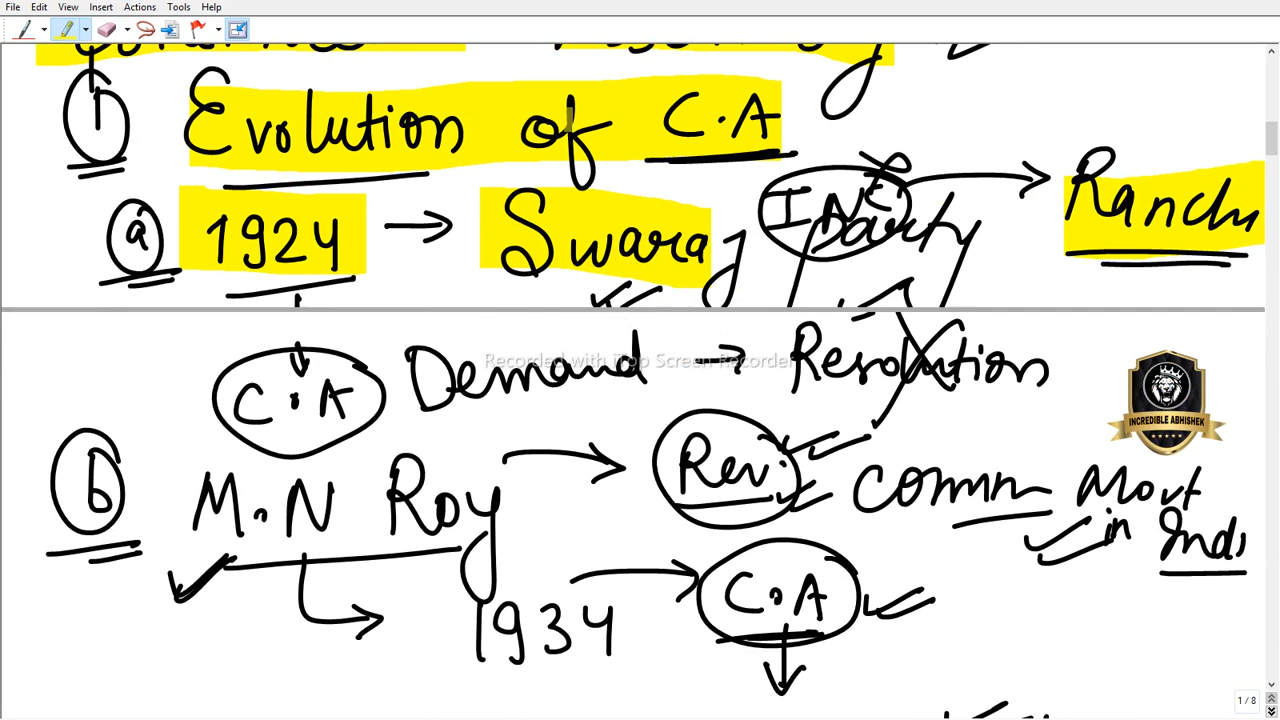 File Edit View Insert Actions Tools Help
① Evolution of C.A
ⓐ 1924 → Swaraj Party INC → Ranchi
C.A Demand → Resolution
Recorded with iTop Screen Recorder
INCREDIBLE ABHISHEK
ⓑ M.N Roy → Rev. Comm Movt
in Indi
1934 → C.A
1 / 8